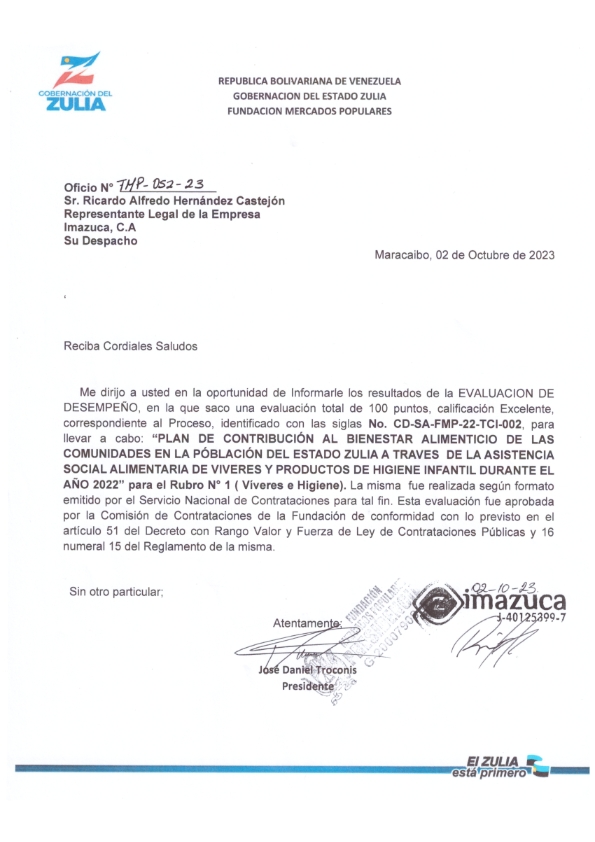 GOBERNACIÓN DEL
ZULIA
REPUBLICA BOLIVARIANA DE VENEZUELA
GOBERNACION DEL ESTADO ZULIA
FUNDACION MERCADOS POPULARES
Oficio N° FMP-052-23
Sr. Ricardo Alfredo Hernández Castejón
Representante Legal de la Empresa
Imazuca, C.A
Su Despacho
Maracaibo, 02 de Octubre de 2023
Reciba Cordiales Saludos
Me dirijo a usted en la oportunidad de Informarle los resultados de la EVALUACION DE
DESEMPEÑO, en la que saco una evaluación total de 100 puntos, calificación Excelente,
correspondiente al Proceso, identificado con las siglas No. CD-SA-FMP-22-TCI-002, para
llevar a cabo: “PLAN DE CONTRIBUCIÓN AL BIENESTAR ALIMENTICIO DE LAS
COMUNIDADES EN LA PÓBLACIÓN DEL ESTADO ZULIA A TRAVES DE LA ASISTENCIA
SOCIAL ALIMENTARIA DE VIVERES Y PRODUCTOS DE HIGIENE INFANTIL DURANTE EL
AÑO 2022” para el Rubro N° 1 ( Viveres e Higiene). La misma fue realizada según formato
emitido por el Servicio Nacional de Contrataciones para tal fin. Esta evaluación fue aprobada
por la Comisión de Contrataciones de la Fundación de conformidad con lo previsto en el
artículo 51 del Decreto con Rango Valor y Fuerza de Ley de Contrataciones Públicas y 16
numeral 15 del Reglamento de la misma.
Sin otro particular;
02-10-23
imazuca
J-40125399-7
Atentamente;
FUNDACIÓN
José Daniel Troconis
Presidente
El ZULIA
está primero